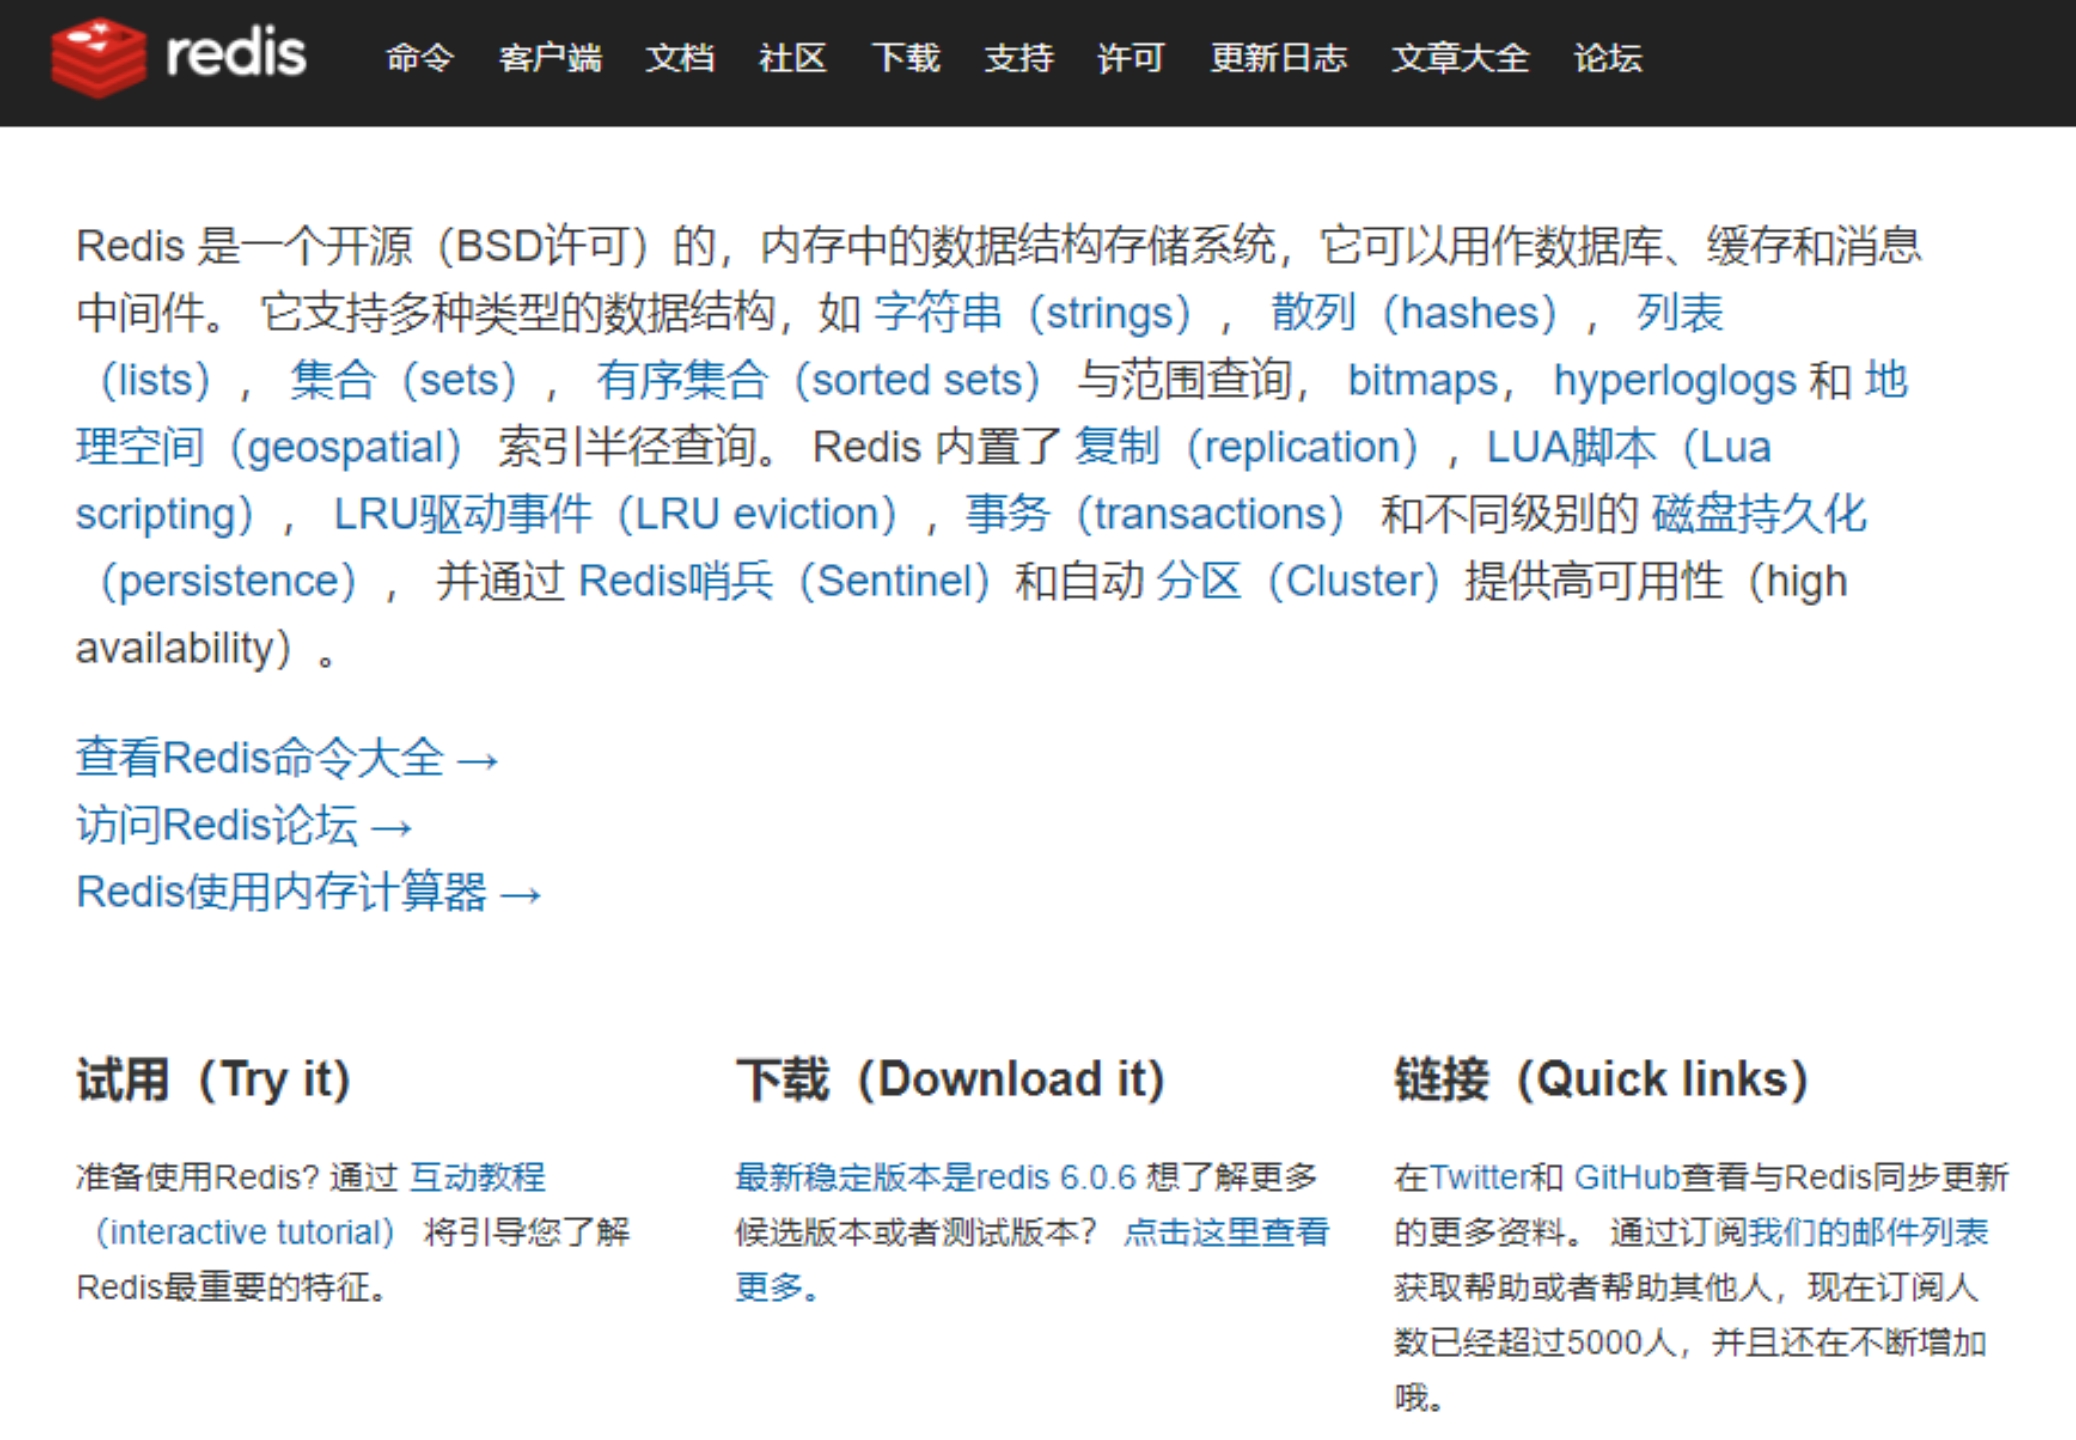 redis 命令 客户端 文档 社区 下载 支持 许可 更新日志 文章大全 论坛
Redis 是一个开源（BSD许可）的，内存中的数据结构存储系统，它可以用作数据库、缓存和消息
中间件。 它支持多种类型的数据结构，如 字符串（strings）， 散列（hashes）， 列表
（lists）， 集合（sets）， 有序集合（sorted sets） 与范围查询， bitmaps， hyperloglogs 和 地
理空间（geospatial） 索引半径查询。 Redis 内置了 复制（replication），LUA脚本（Lua
scripting）， LRU驱动事件（LRU eviction），事务（transactions） 和不同级别的 磁盘持久化
（persistence）， 并通过 Redis哨兵（Sentinel）和自动 分区（Cluster）提供高可用性（high
availability）。
查看Redis命令大全 →
访问Redis论坛 →
Redis使用内存计算器 →
试用（Try it）
准备使用Redis? 通过 互动教程
（interactive tutorial） 将引导您了解
Redis最重要的特征。
下载（Download it）
最新稳定版本是redis 6.0.6 想了解更多
候选版本或者测试版本？ 点击这里查看
更多。
链接（Quick links）
在Twitter和 GitHub查看与Redis同步更新
的更多资料。 通过订阅我们的邮件列表
获取帮助或者帮助其他人，现在订阅人
数已经超过5000人，并且还在不断增加
哦。